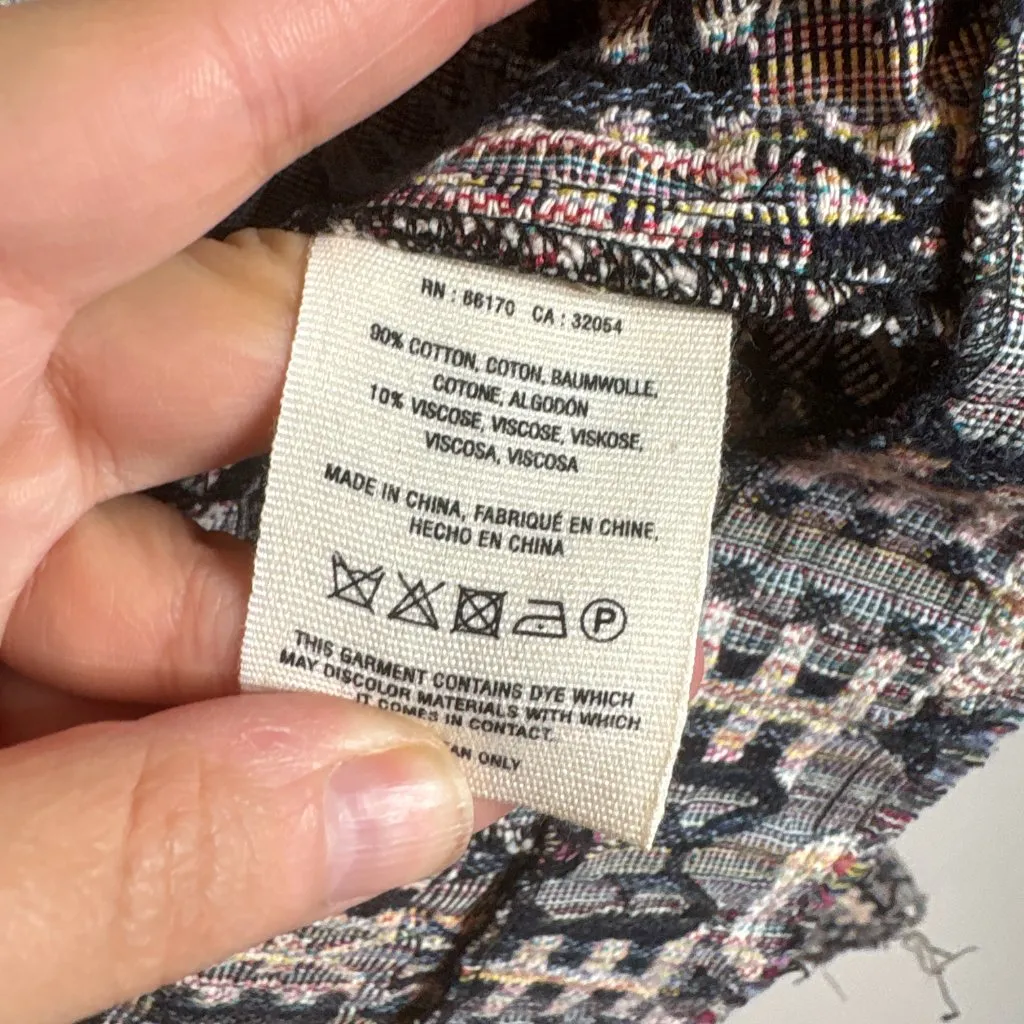 RN : 66170 CA : 32054
90% COTTON, COTON, BAUMWOLLE,
COTONE, ALGODÓN
10% VISCOSE, VISCOSE, VISKOSE,
VISCOSA, VISCOSA
MADE IN CHINA, FABRIQUÉ EN CHINE,
HECHO EN CHINA
P
THIS GARMENT CONTAINS DYE WHICH
MAY DISCOLOR MATERIALS WITH WHICH
IT COMES IN CONTACT.
ONLY